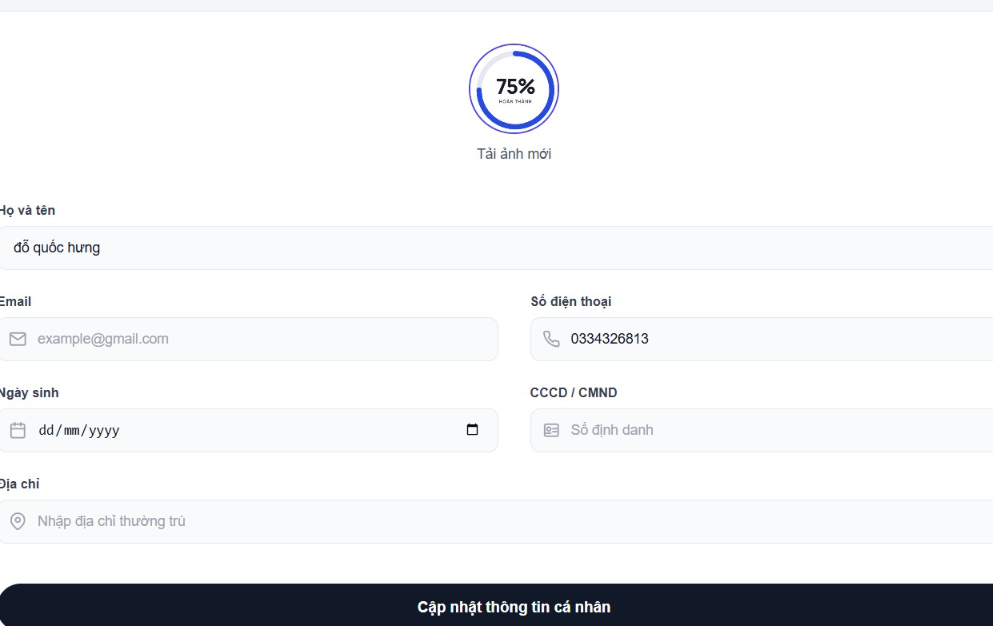 75%
HOÀN THÀNH
Tải ảnh mới
Họ và tên
đỗ quốc hưng
Email
Số điện thoại
example@gmail.com
0334326813
Ngày sinh
CCCD / CMND
dd/mm/yyyy
Số định danh
Địa chỉ
Nhập địa chỉ thường trú
Cập nhật thông tin cá nhân